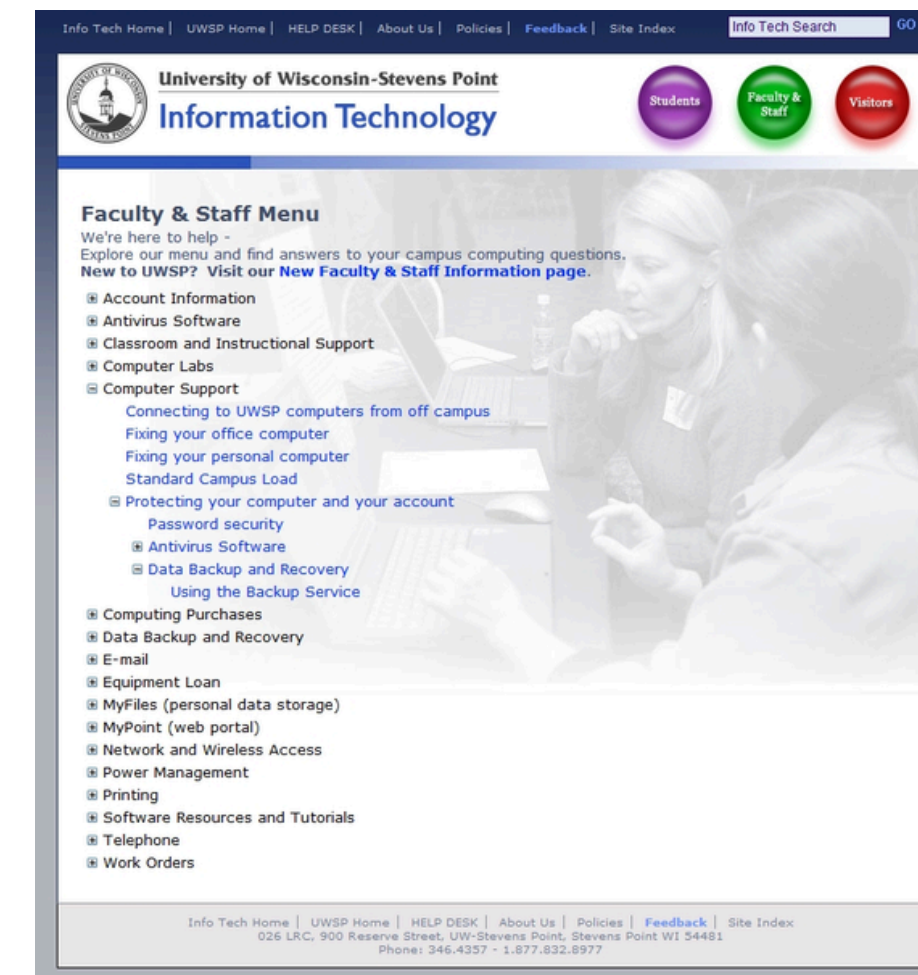 Info Tech Home | UWSP Home | HELP DESK | About Us | Policies | Feedback | Site Index Info Tech Search GO
University of Wisconsin-Stevens Point
Information Technology
Students
Faculty &
Staff
Visitors
Faculty & Staff Menu
We're here to help -
Explore our menu and find answers to your campus computing questions.
New to UWSP? Visit our New Faculty & Staff Information page.
Account Information
Antivirus Software
Classroom and Instructional Support
Computer Labs
Computer Support
Connecting to UWSP computers from off campus
Fixing your office computer
Fixing your personal computer
Standard Campus Load
Protecting your computer and your account
Password security
Antivirus Software
Data Backup and Recovery
Using the Backup Service
Computing Purchases
Data Backup and Recovery
E-mail
Equipment Loan
MyFiles (personal data storage)
MyPoint (web portal)
Network and Wireless Access
Power Management
Printing
Software Resources and Tutorials
Telephone
Work Orders
Info Tech Home | UWSP Home | HELP DESK | About Us | Policies | Feedback | Site Index
026 LRC, 900 Reserve Street, UW-Stevens Point, Stevens Point WI 54481
Phone: 346.4357 - 1.877.832.8977